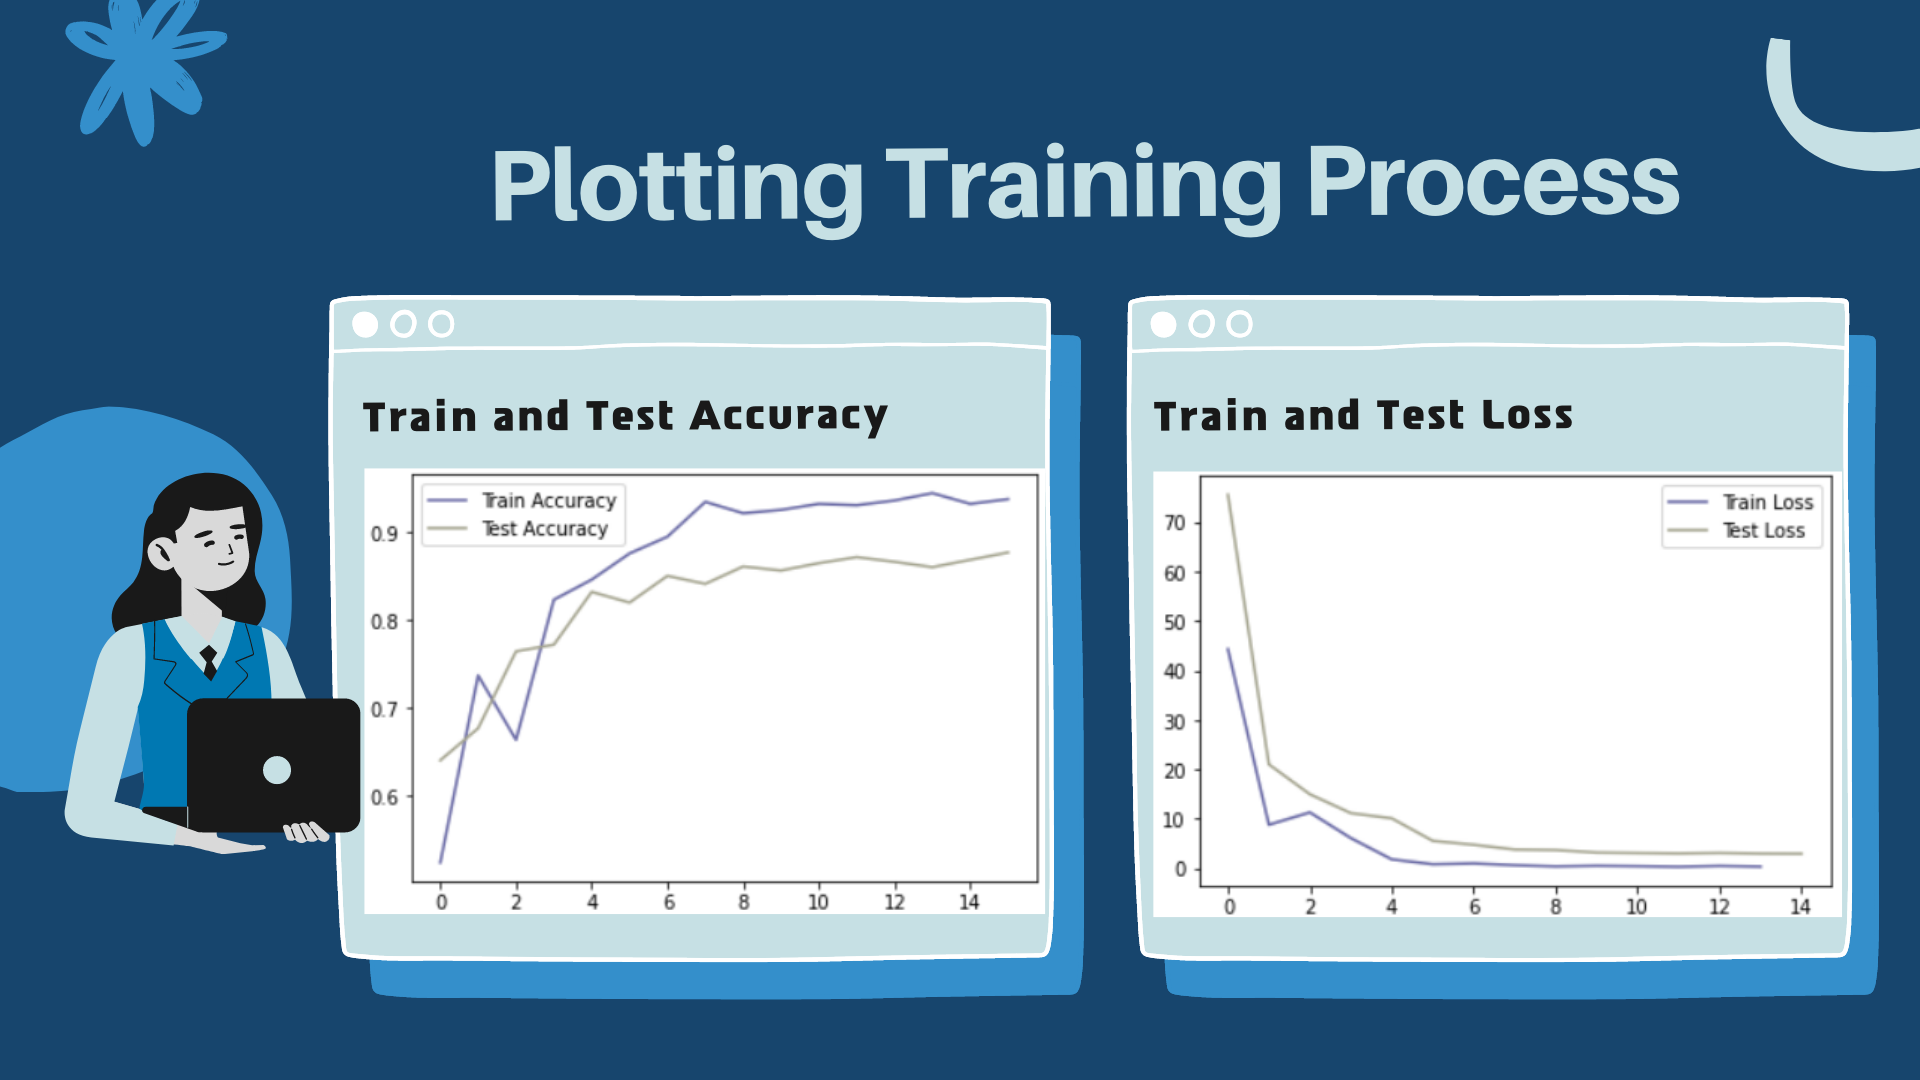 Plotting Training Process
Train and Test Accuracy
Train Accuracy
Test Accuracy
0.9
0.8
0.7
0.6
0 2 4 6 8 10 12 14
Train and Test Loss
Train Loss
Test Loss
70
60
50
40
30
20
10
0
0 2 4 6 8 10 12 14